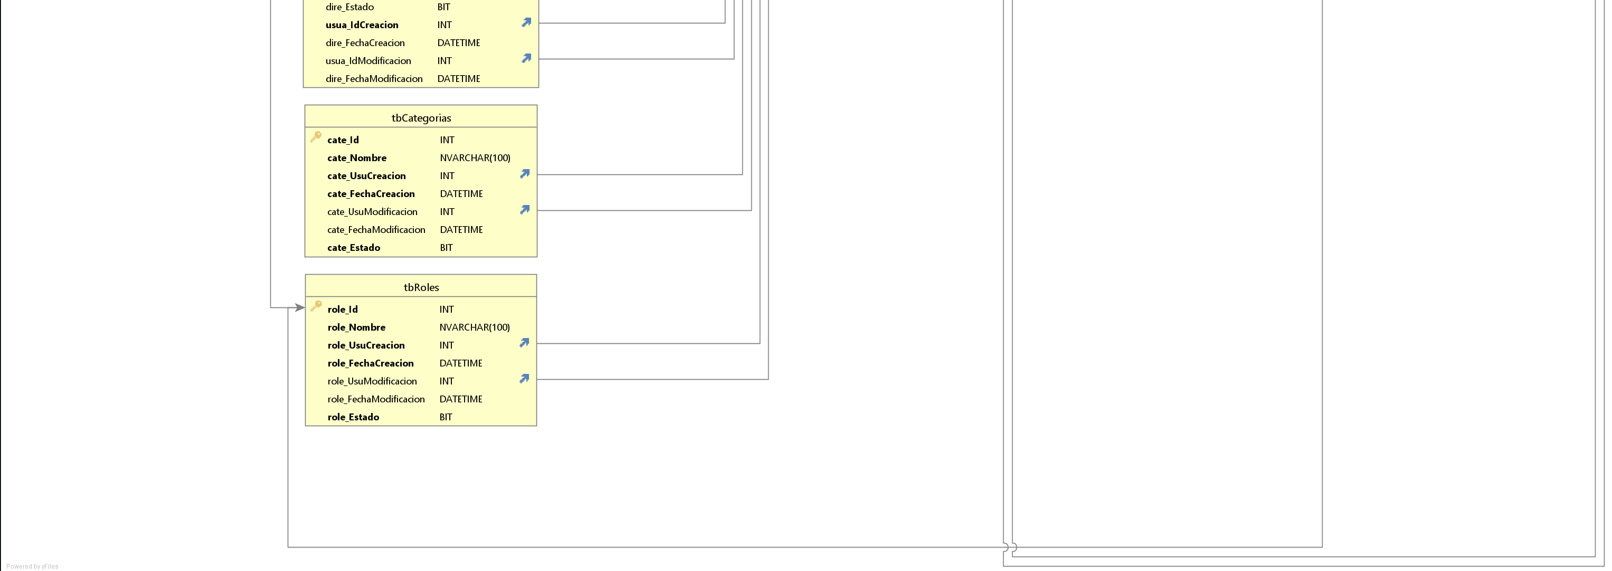 dire_Estado BIT
usua_IdCreacion INT
dire_FechaCreacion DATETIME
usua_IdModificacion INT
dire_FechaModificacion DATETIME
tbCategorias
cate_Id INT
cate_Nombre NVARCHAR(100)
cate_UsuCreacion INT
cate_FechaCreacion DATETIME
cate_UsuModificacion INT
cate_FechaModificacion DATETIME
cate_Estado BIT
tbRoles
role_Id INT
role_Nombre NVARCHAR(100)
role_UsuCreacion INT
role_FechaCreacion DATETIME
role_UsuModificacion INT
role_FechaModificacion DATETIME
role_Estado BIT
Powered by yFiles